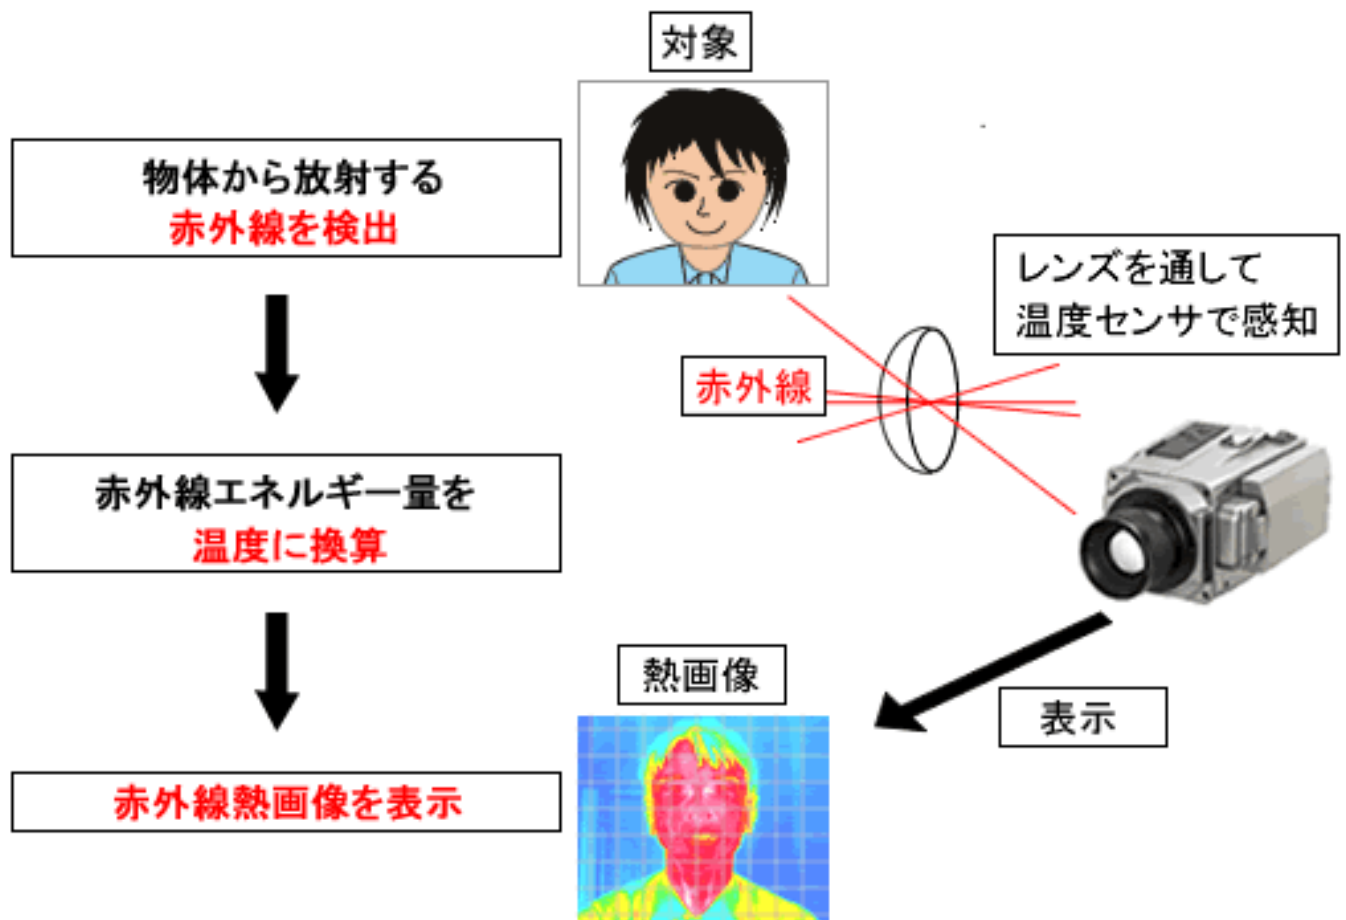 対象
物体から放射する
赤外線を検出
レンズを通して
温度センサで感知
赤外線
赤外線エネルギー量を
温度に換算
熱画像
表示
赤外線熱画像を表示